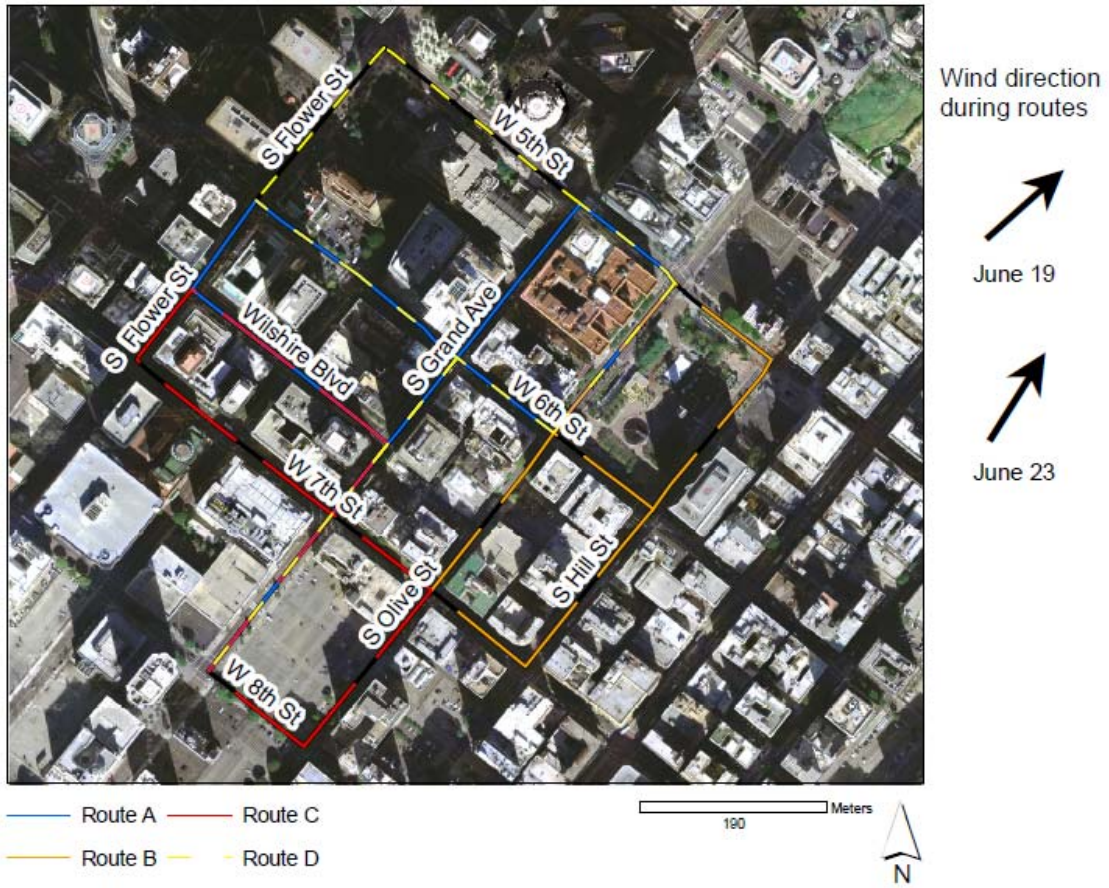 S Flower St
W 5th St
S Flower St
Wilshire Blvd
S Grand Ave
W 6th St
W 7th St
S Olive St
S Hill St
W 8th St
Wind direction
during routes
June 19
June 23
Route A
Route C
Route B
Route D
Meters
190
N